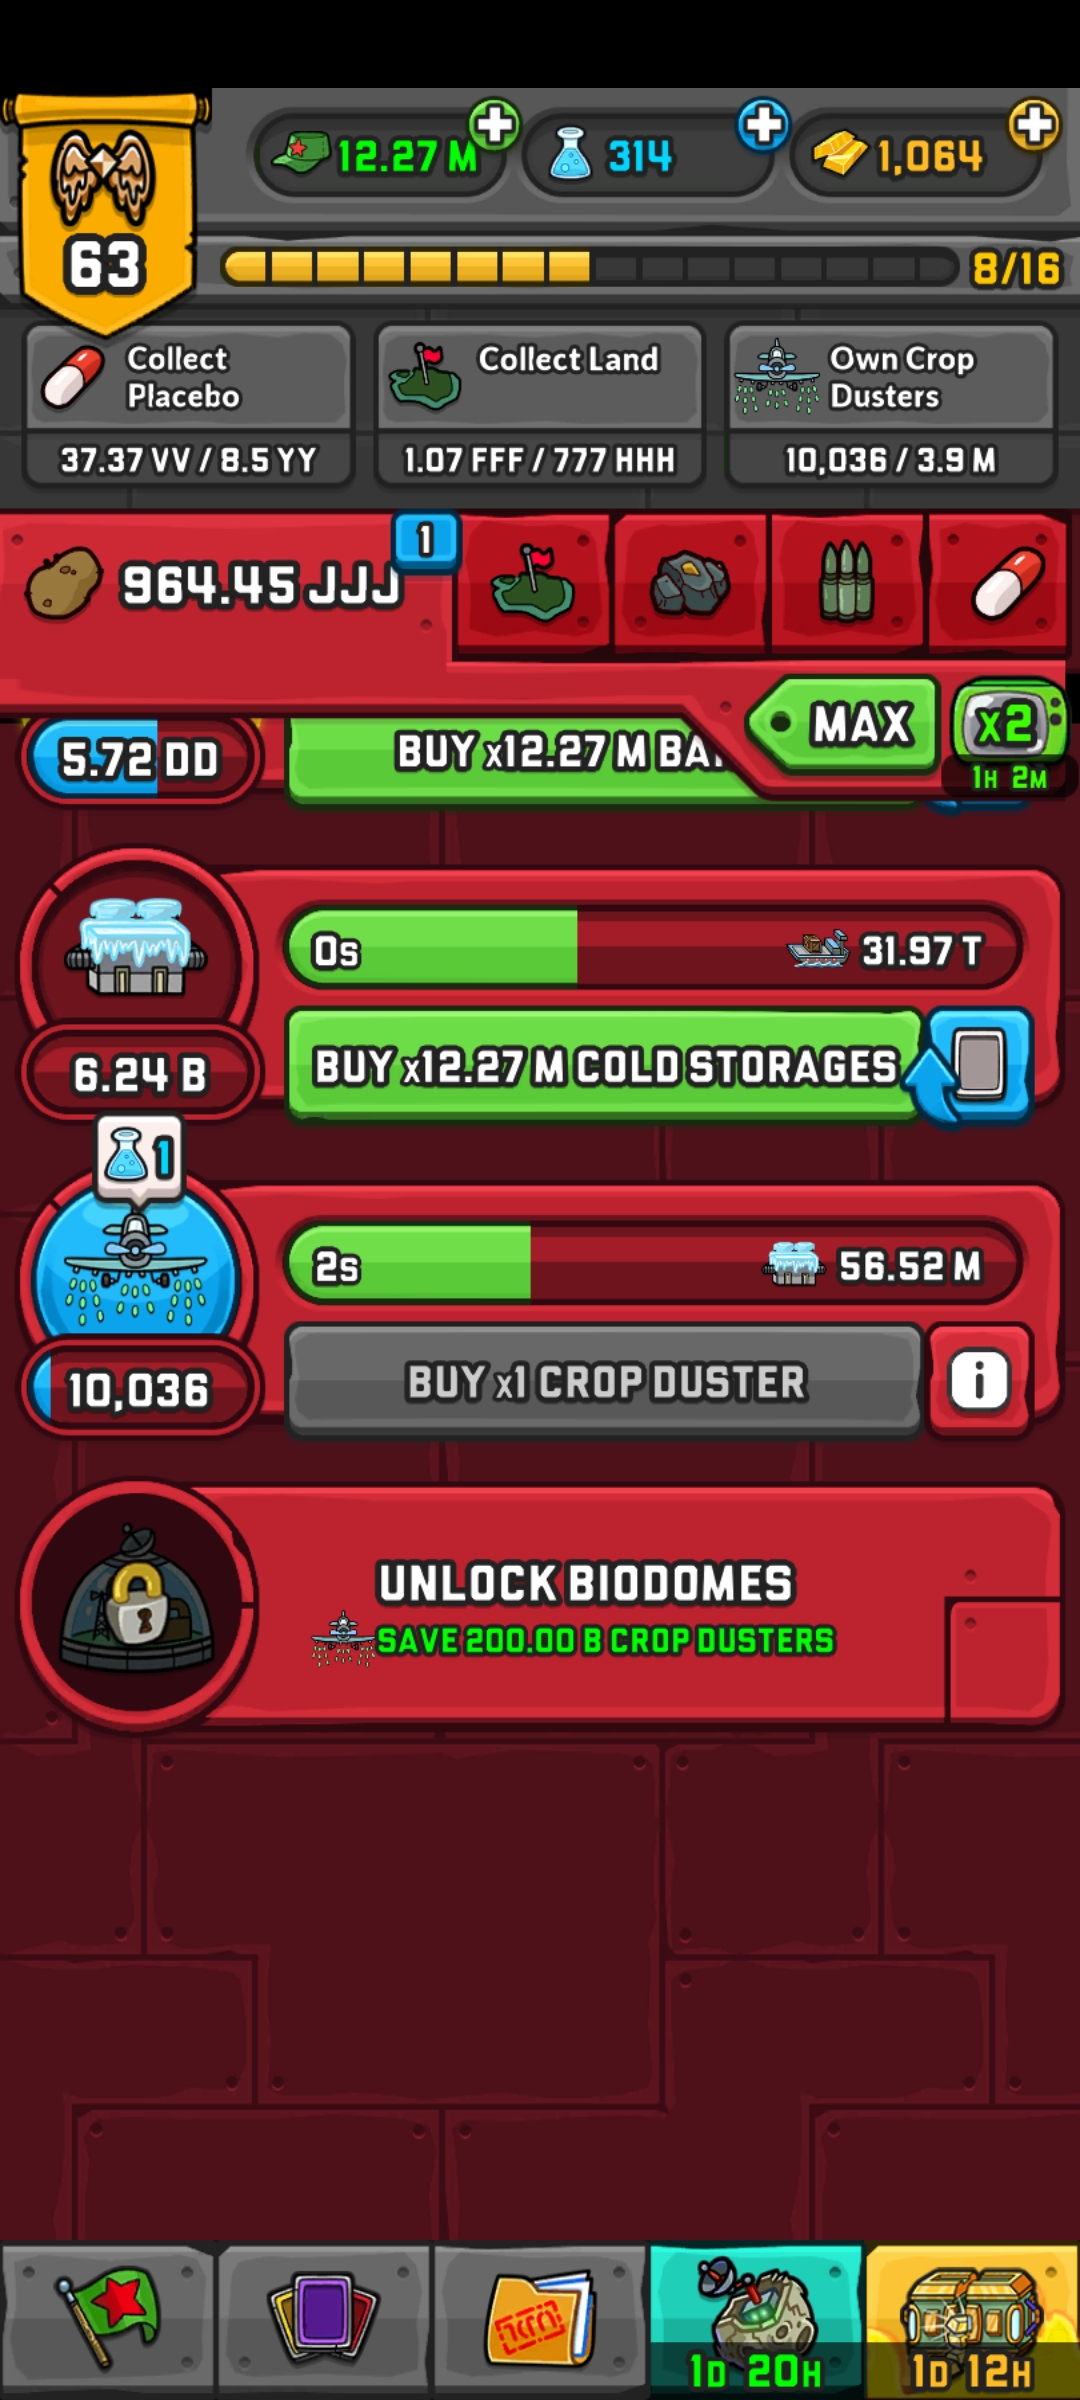 12.27 M
314
1,064
63
8/16
Collect
Placebo
37.37 VV / 8.5 YY
Collect Land
1.07 FFF / 777 HHH
Own Crop
Dusters
10,036 / 3.9 M
964.45 JJJ
1
MAX
X2
1H 2M
5.72 DD
BUY x12.27 M
0s
31.97 T
6.24 B
BUY x12.27 M COLD STORAGES
1
2s
56.52 M
10,036
BUY x1 CROP DUSTER
i
UNLOCK BIODOMES
SAVE 200.00 B CROP DUSTERS
1D 20H
1D 12H